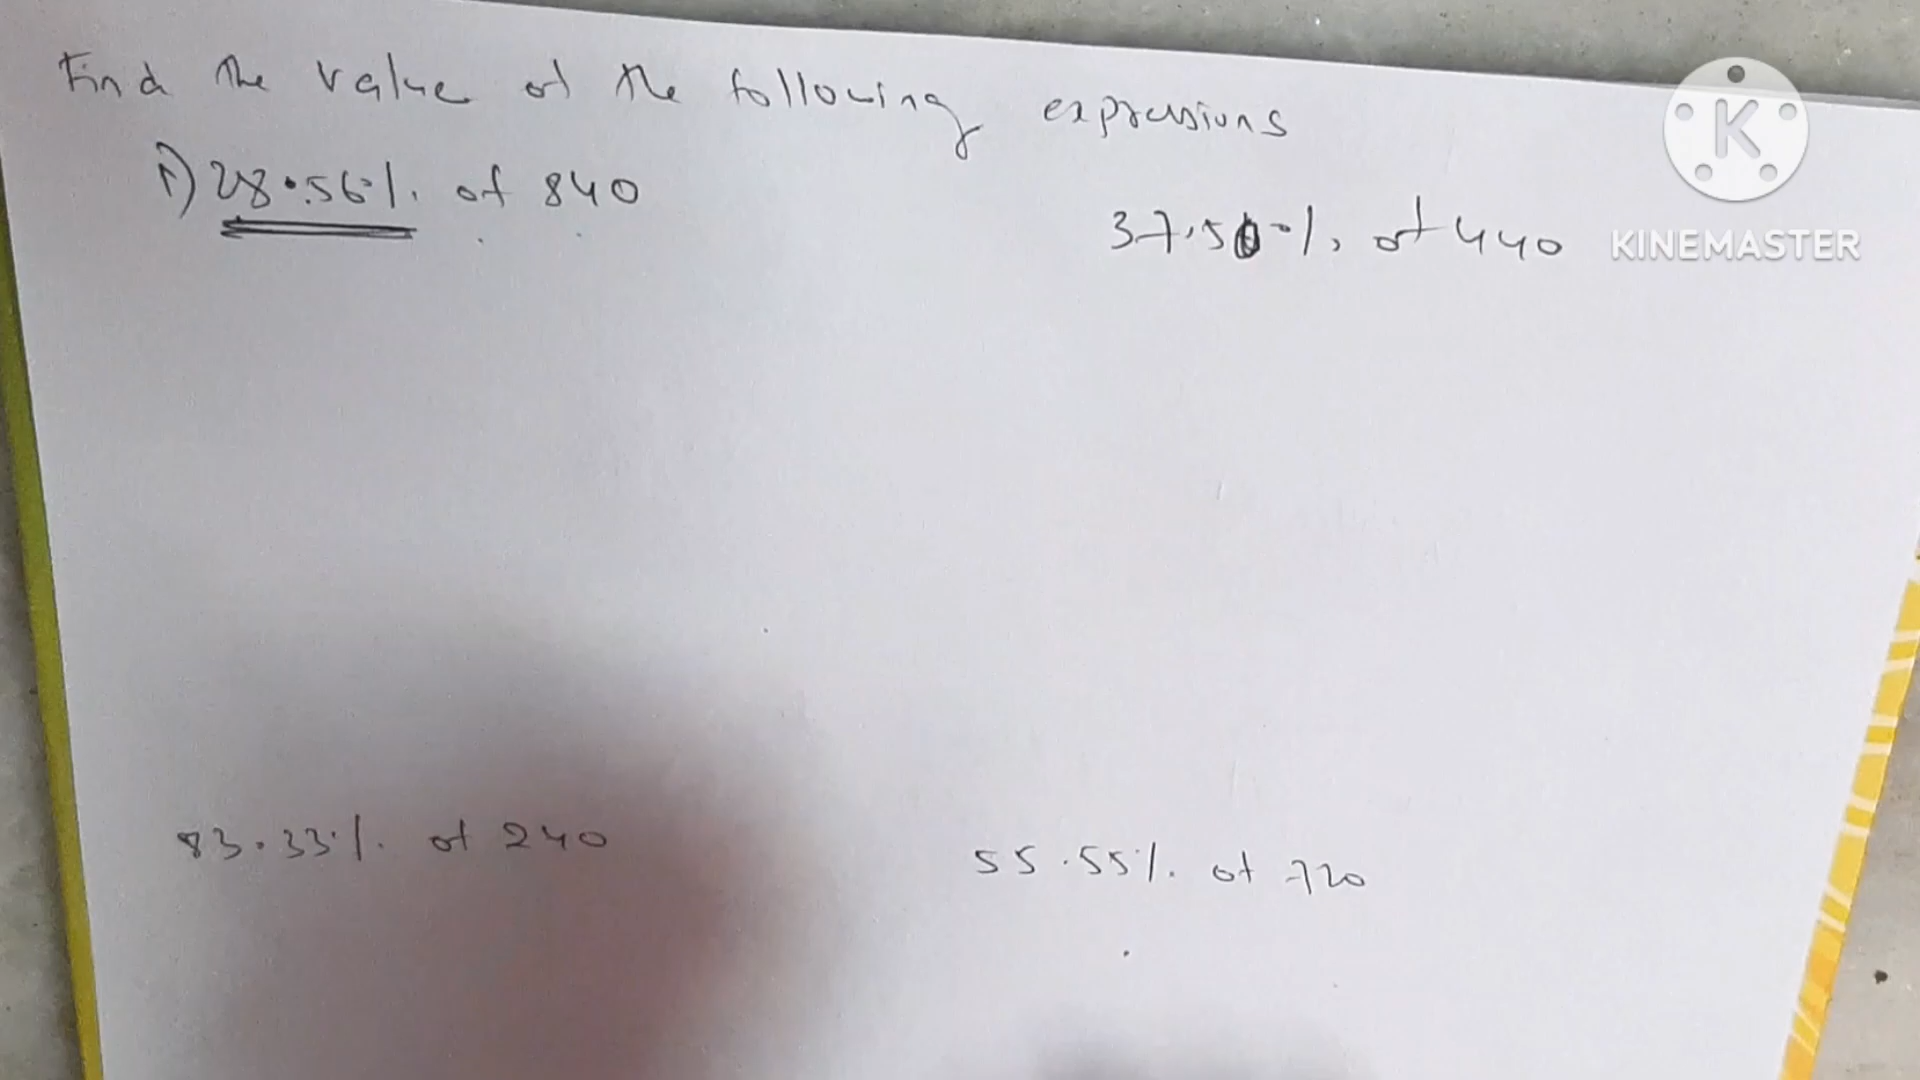 Find the value of the following expressions
i) 28.56% of 840
37.50% of 440
KINEMASTER
83.33% of 240
55.55% of 720